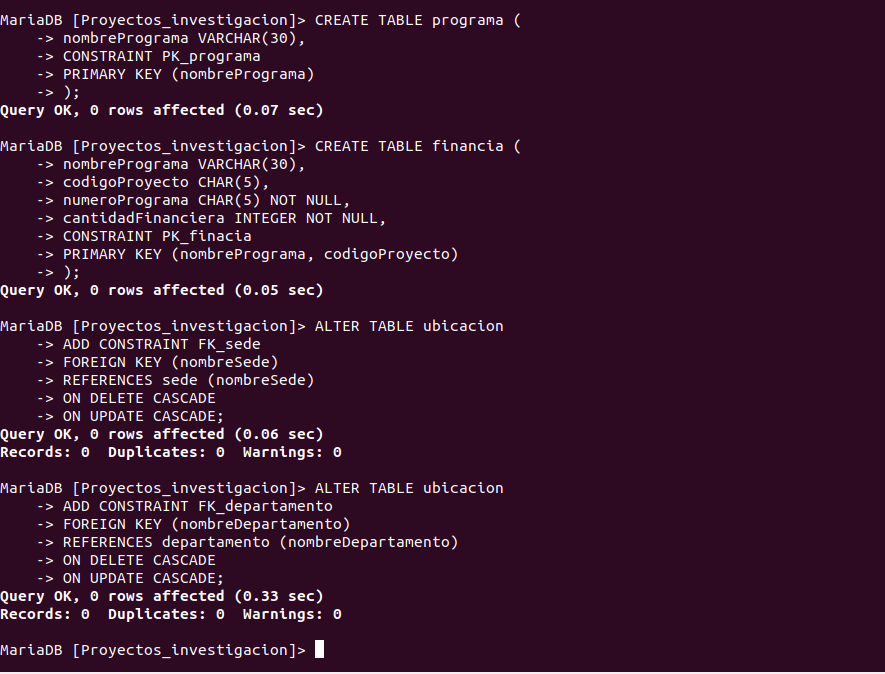 MariaDB [Proyectos_investigacion]> CREATE TABLE programa (
    -> nombrePrograma VARCHAR(30),
    -> CONSTRAINT PK_programa
    -> PRIMARY KEY (nombrePrograma)
    -> );
Query OK, 0 rows affected (0.07 sec)

MariaDB [Proyectos_investigacion]> CREATE TABLE financia (
    -> nombrePrograma VARCHAR(30),
    -> codigoProyecto CHAR(5),
    -> numeroPrograma CHAR(5) NOT NULL,
    -> cantidadFinanciera INTEGER NOT NULL,
    -> CONSTRAINT PK_finacia
    -> PRIMARY KEY (nombrePrograma, codigoProyecto)
    -> );
Query OK, 0 rows affected (0.05 sec)

MariaDB [Proyectos_investigacion]> ALTER TABLE ubicacion
    -> ADD CONSTRAINT FK_sede
    -> FOREIGN KEY (nombreSede)
    -> REFERENCES sede (nombreSede)
    -> ON DELETE CASCADE
    -> ON UPDATE CASCADE;
Query OK, 0 rows affected (0.06 sec)
Records: 0  Duplicates: 0  Warnings: 0

MariaDB [Proyectos_investigacion]> ALTER TABLE ubicacion
    -> ADD CONSTRAINT FK_departamento
    -> FOREIGN KEY (nombreDepartamento)
    -> REFERENCES departamento (nombreDepartamento)
    -> ON DELETE CASCADE
    -> ON UPDATE CASCADE;
Query OK, 0 rows affected (0.33 sec)
Records: 0  Duplicates: 0  Warnings: 0

MariaDB [Proyectos_investigacion]>